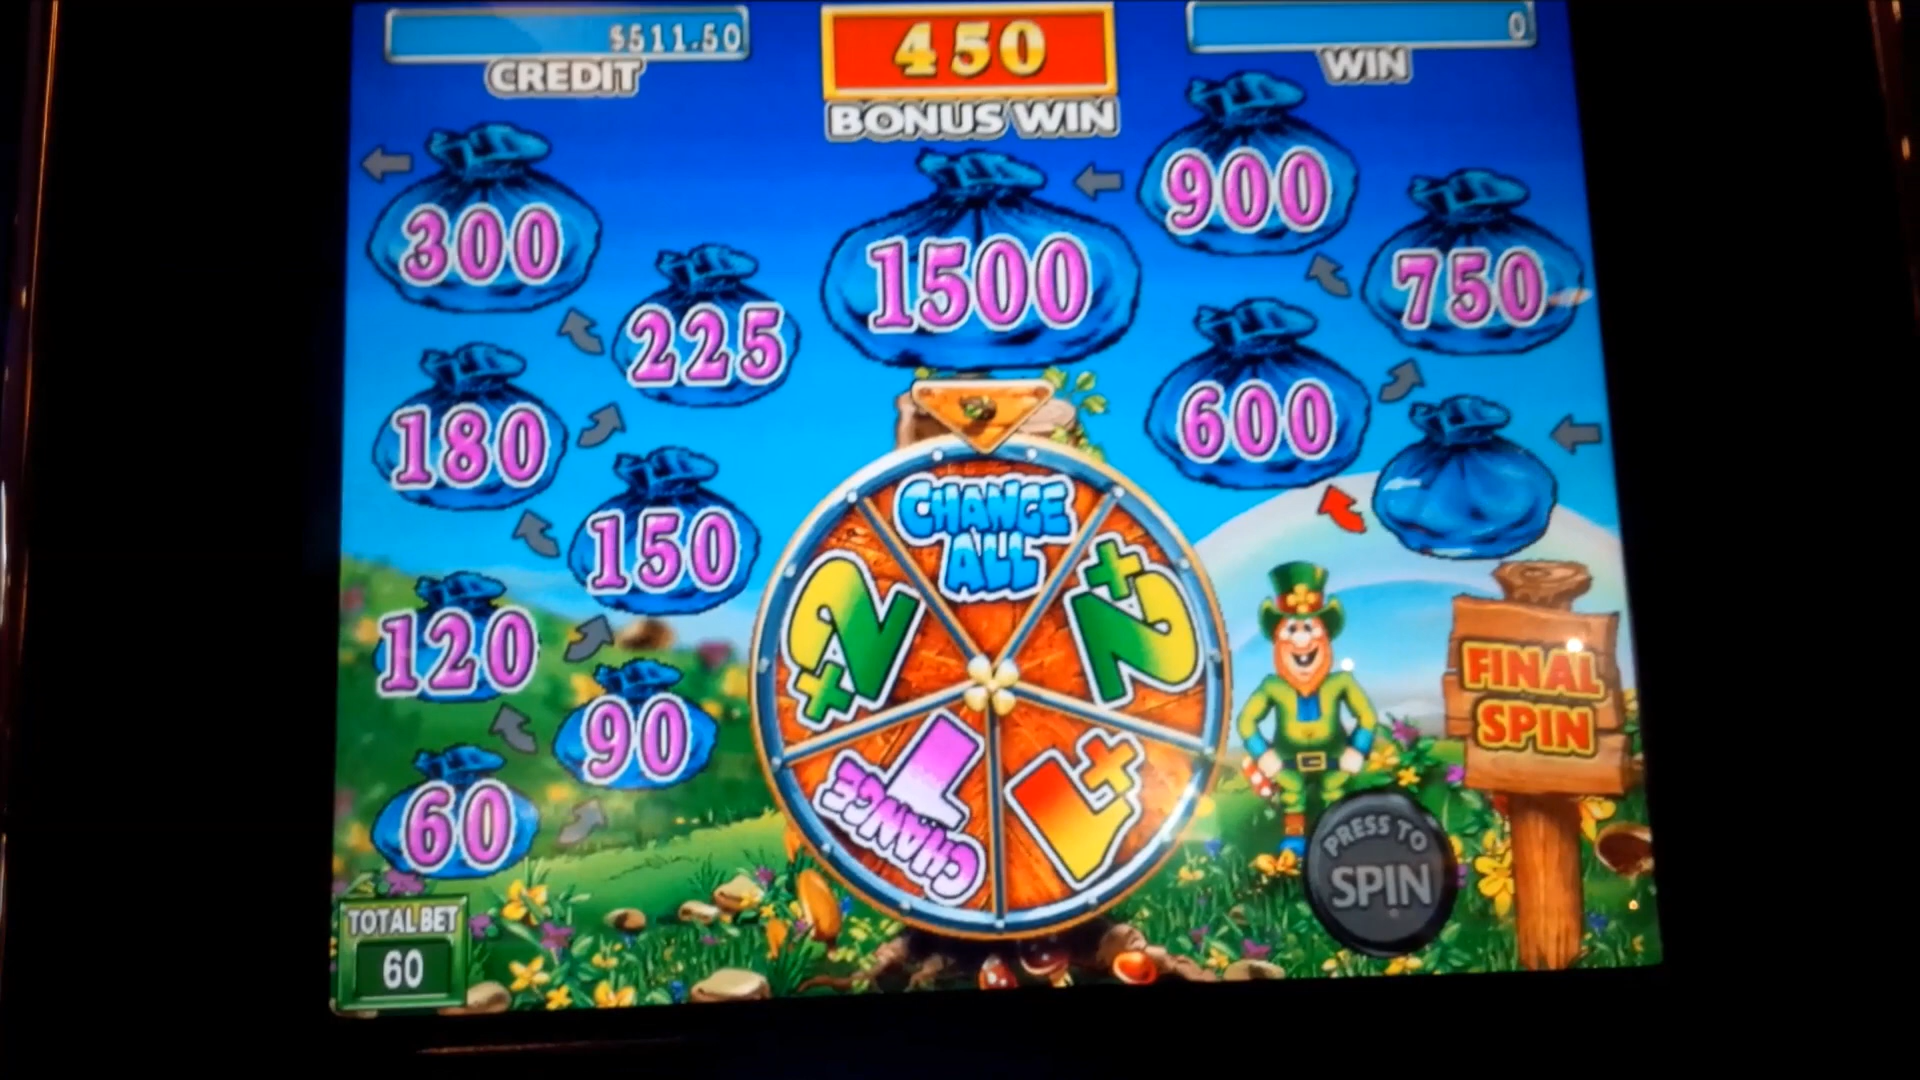 $511.50
CREDIT
450
BONUS WIN
0
WIN
300
225
180
150
120
90
60
1500
900
750
600
CHANGE
ALL
+2
+2
+1
CHANGE
1
FINAL
SPIN
PRESS TO
SPIN
TOTAL BET
60